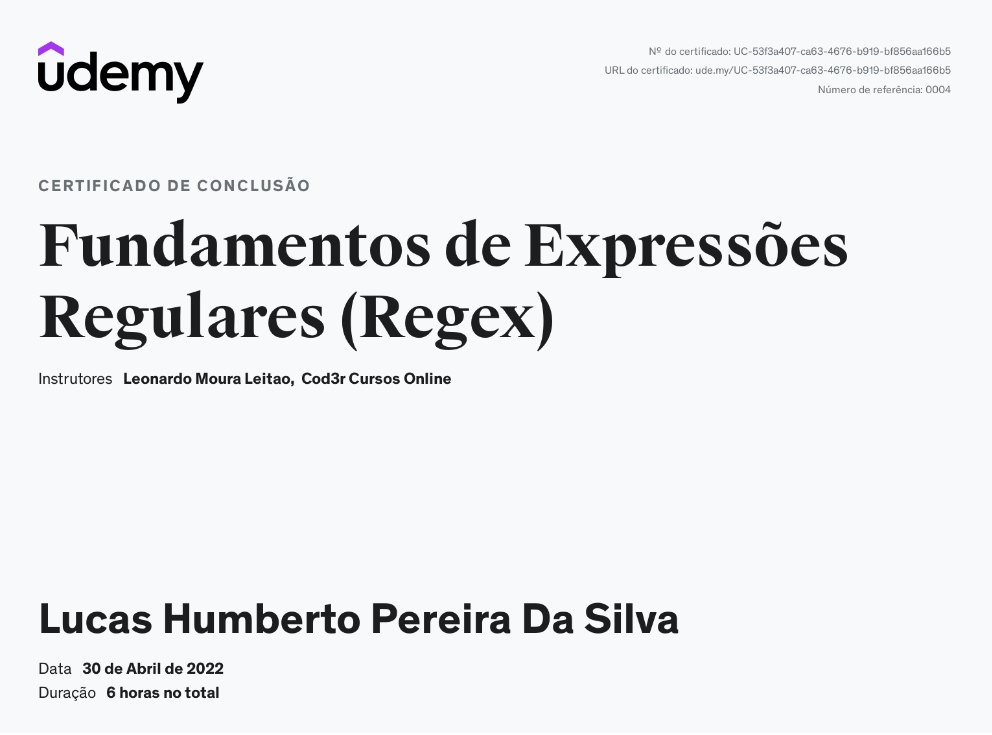 udemy
Nº do certificado: UC-53f3a407-ca63-4676-b919-bf856aa166b5
URL do certificado: ude.my/UC-53f3a407-ca63-4676-b919-bf856aa166b5
Número de referência: 0004
CERTIFICADO DE CONCLUSÃO
Fundamentos de Expressões
Regulares (Regex)
Instrutores Leonardo Moura Leitao, Cod3r Cursos Online
Lucas Humberto Pereira Da Silva
Data 30 de Abril de 2022
Duração 6 horas no total